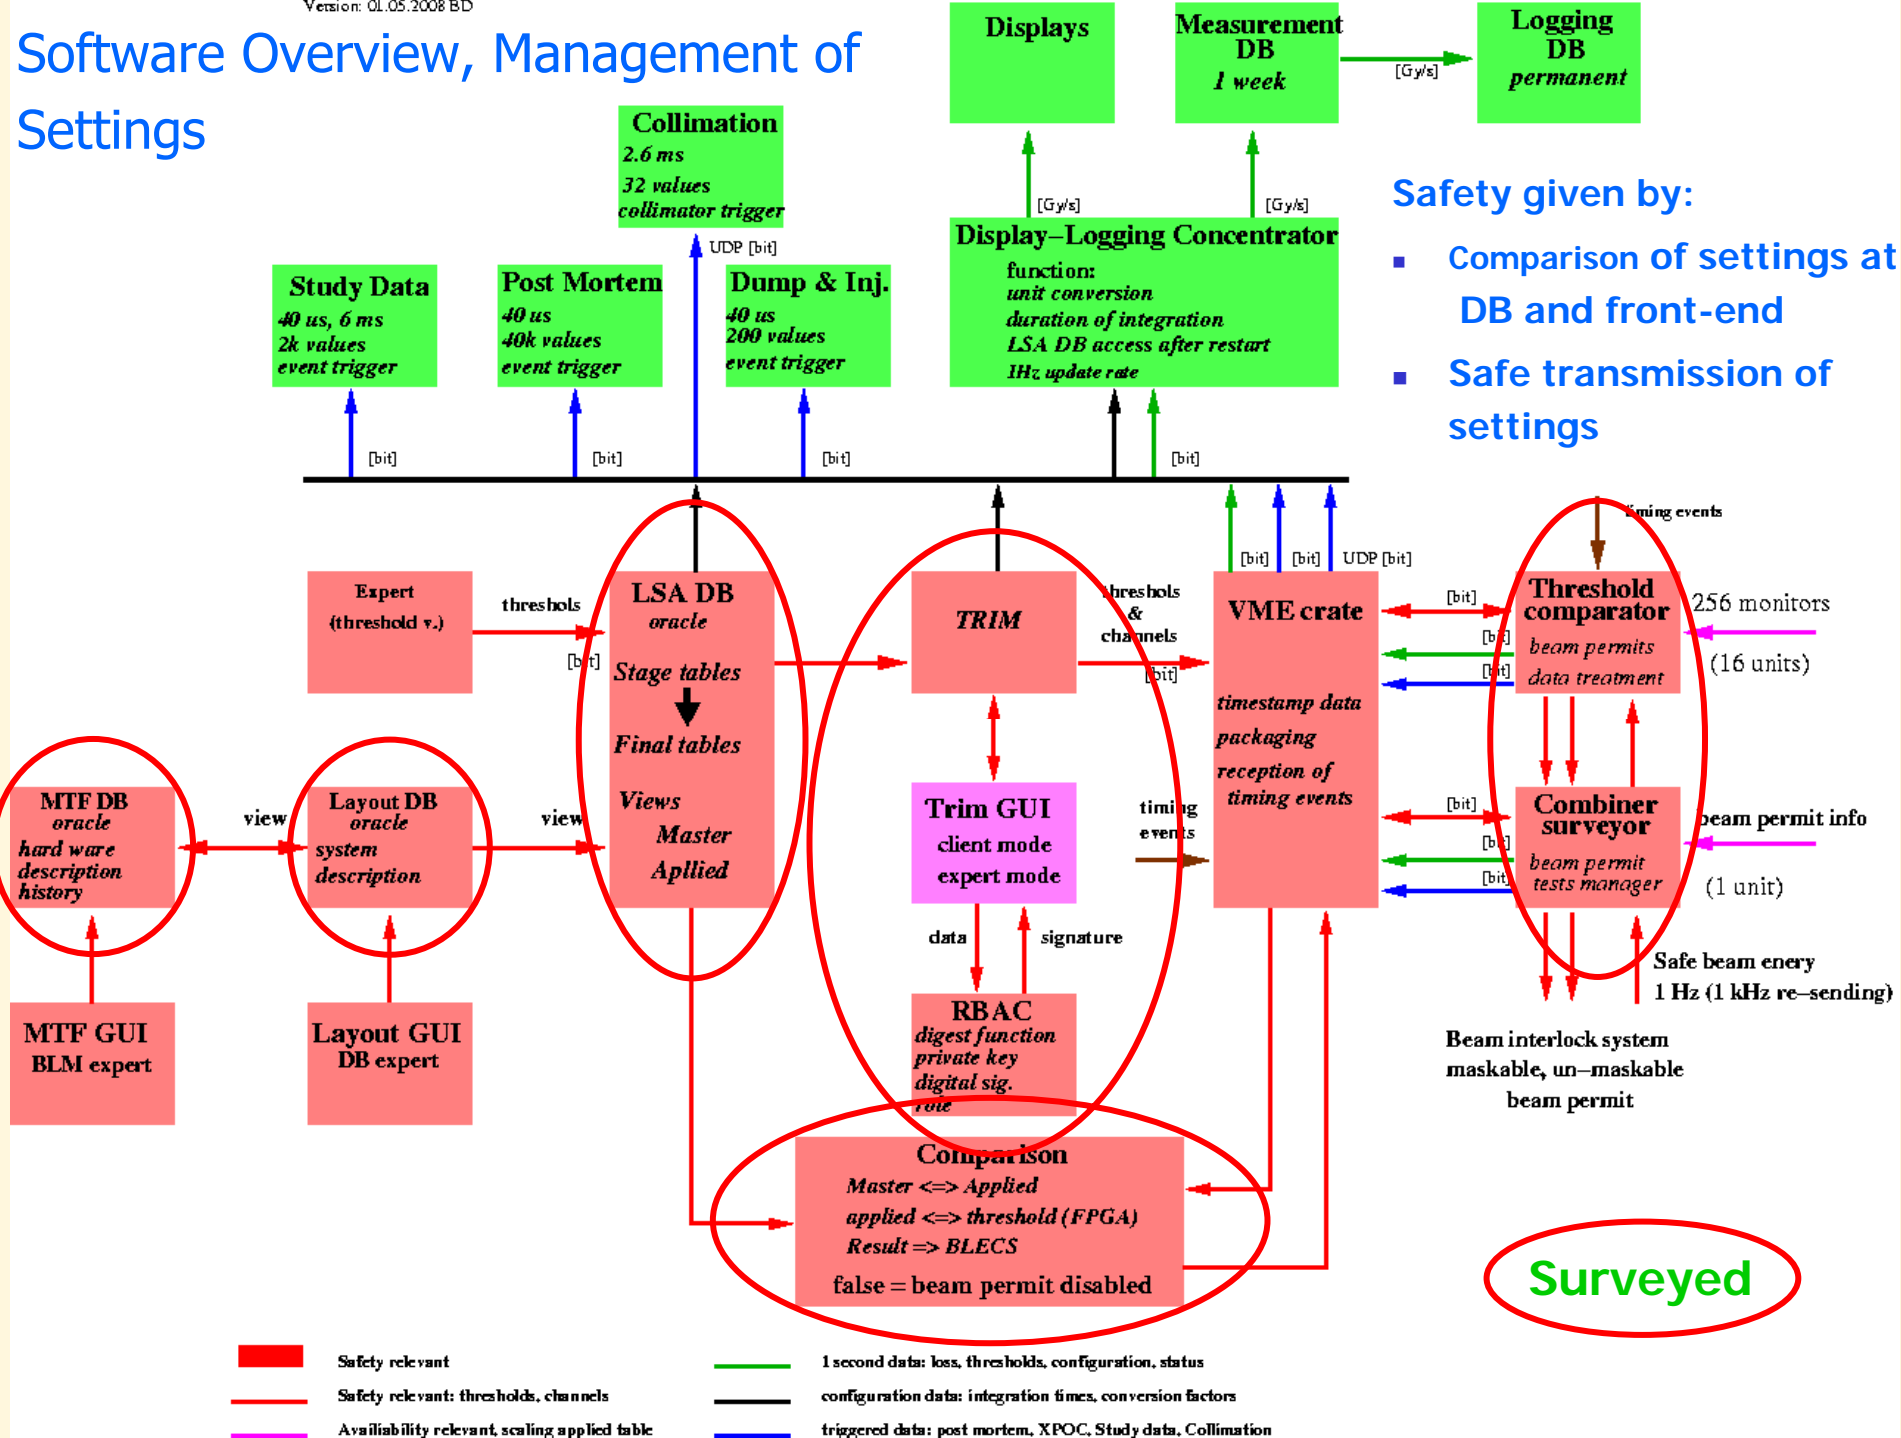 Version: 01.05.2008 BD
Software Overview, Management of
Settings
Displays
Measurement
DB
1 week
[Gy/s]
Logging
DB
permanent
Collimation
2.6 ms
32 values
collimator trigger
UDP [bit]
[Gy/s]
[Gy/s]
Safety given by:
Comparison of settings at
DB and front-end
Safe transmission of
settings
Study Data
40 us, 6 ms
2k values
event trigger
Post Mortem
40 us
40k values
event trigger
Dump & Inj.
40 us
200 values
event trigger
Display-Logging Concentrator
function:
unit conversion
duration of integration
LSA DB access after restart
1Hz update rate
[bit]
[bit]
[bit]
[bit]
[bit]
[bit]
UDP [bit]
timing events
Expert
(threshold v.)
threshols
[bit]
LSA DB
oracle
Stage tables
Final tables
Views
Master
Apllied
TRIM
threshols
&
channels
[bit]
VME crate
timestamp data
packaging
reception of
timing events
[bit]
[bit]
[bit]
Threshold
comparator
beam permits
data treatment
256 monitors
(16 units)
MTF DB
oracle
hard ware
description
history
view
Layout DB
oracle
system
description
view
Trim GUI
client mode
expert mode
timing
events
[bit]
[bit]
[bit]
Combiner
surveyor
beam permit
tests manager
beam permit info
(1 unit)
data
signature
MTF GUI
BLM expert
Layout GUI
DB expert
RBAC
digest function
private key
digital sig.
role
Safe beam enery
1 Hz (1 kHz re-sending)
Beam interlock system
maskable, un-maskable
beam permit
Comparison
Master <=> Applied
applied <=> threshold (FPGA)
Result => BLECS
false = beam permit disabled
Surveyed
Safety relevant
Safety relevant: thresholds, channels
Availiability relevant, scaling applied table
1 second data: loss, thresholds, configuration, status
configuration data: integration times, conversion factors
triggered data: post mortem, XPOC, Study data, Collimation